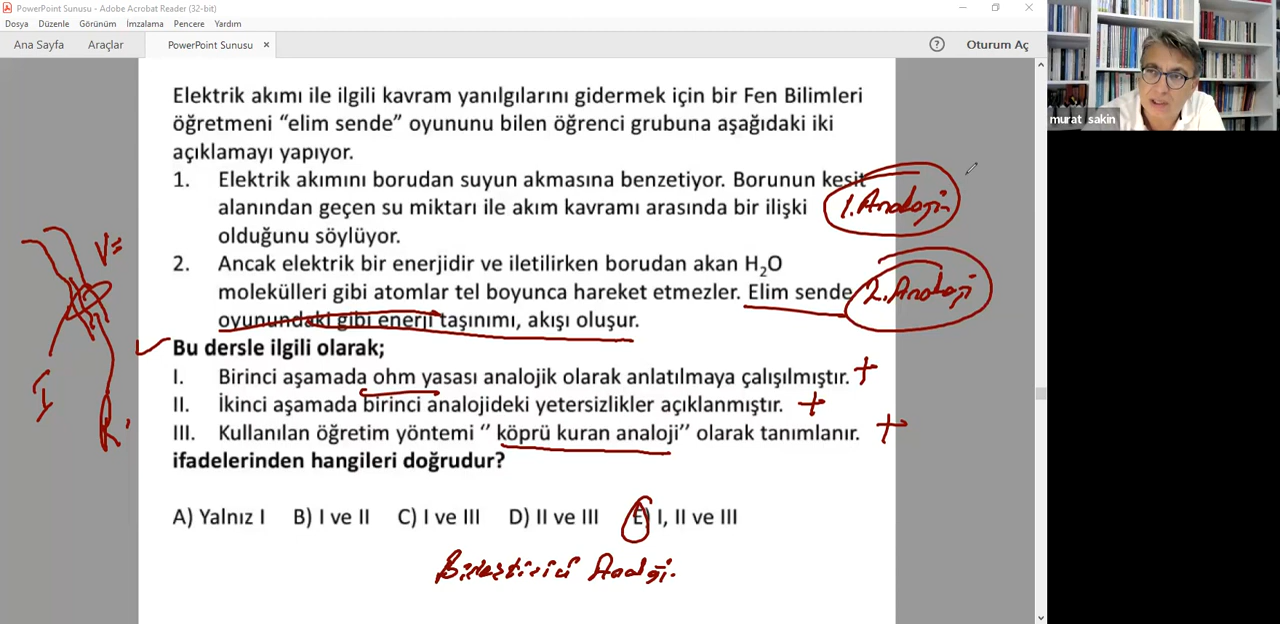 PowerPoint Sunusu - Adobe Acrobat Reader (32-bit)
Dosya Düzenle Görünüm İmzalama Pencere Yardım
Ana Sayfa Araçlar PowerPoint Sunusu × ? Oturum Aç
murat sakin
Elektrik akımı ile ilgili kavram yanılgılarını gidermek için bir Fen Bilimleri
öğretmeni “elim sende” oyununu bilen öğrenci grubuna aşağıdaki iki
açıklamayı yapıyor.
1. Elektrik akımını borudan suyun akmasına benzetiyor. Borunun kesit
alanından geçen su miktarı ile akım kavramı arasında bir ilişki
olduğunu söylüyor.
1. Analoji
2. Ancak elektrik bir enerjidir ve iletilirken borudan akan H₂O
molekülleri gibi atomlar tel boyunca hareket etmezler. Elim sende
oyunundaki gibi enerji taşınımı, akışı oluşur.
2. Analoji
V=
I
R
Bu dersle ilgili olarak;
I. Birinci aşamada ohm yasası analojik olarak anlatılmaya çalışılmıştır. +
II. İkinci aşamada birinci analojideki yetersizlikler açıklanmıştır. +
III. Kullanılan öğretim yöntemi ‘‘ köprü kuran analoji’’ olarak tanımlanır. +
ifadelerinden hangileri doğrudur?
A) Yalnız I B) I ve II C) I ve III D) II ve III E) I, II ve III
Birleştirici Analoji.